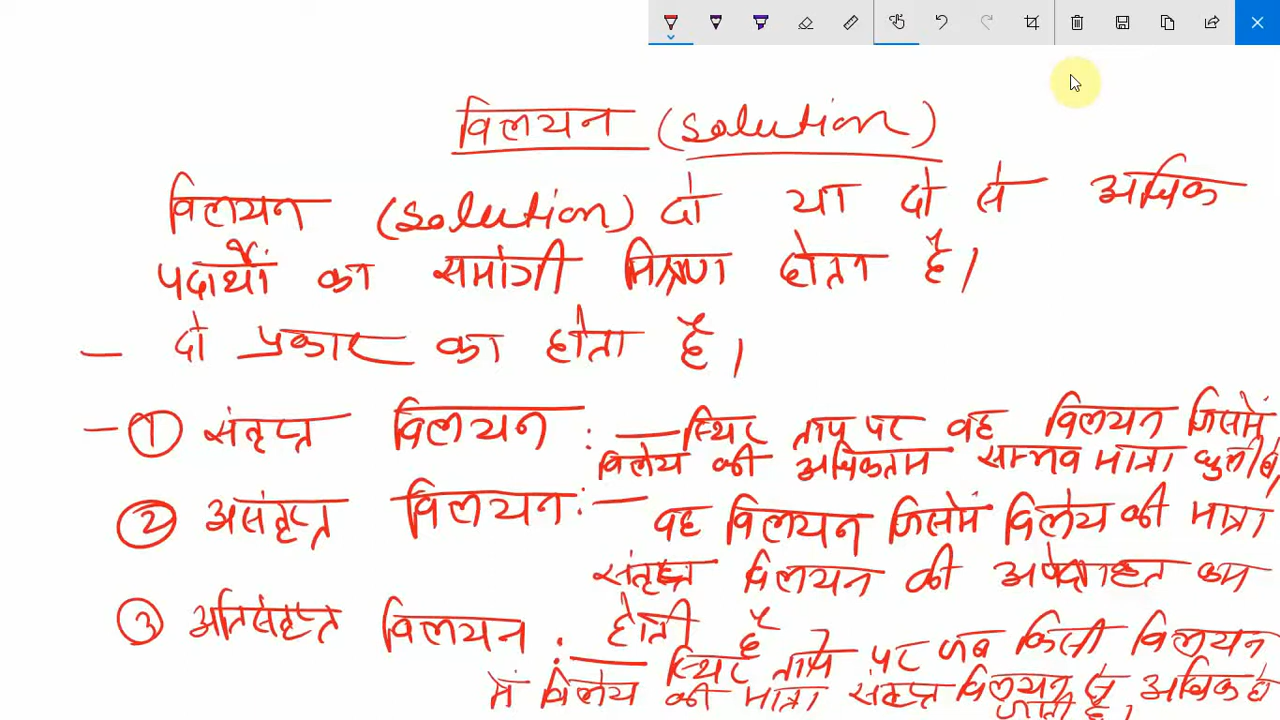 विलयन (solution)
विलयन (solution) दो या दो से अधिक
पदार्थों का समांगी मिश्रण होता है।
— दो प्रकार का होता है।
— ① संतृप्त विलयन : — स्थिर ताप पर वह विलयन जिसमें
विलेय की अधिकतम सम्भव मात्रा घुली हो,
② असंतृप्त विलयन : — वह विलयन जिसमें विलेय की मात्रा
संतृप्त विलयन की अपेक्षाकृत कम
होती है
③ अतिसंतृप्त विलयन : — स्थिर ताप पर जब किसी विलयन
में विलेय की मात्रा संतृप्त विलयन से अधिक हो
जाती है,